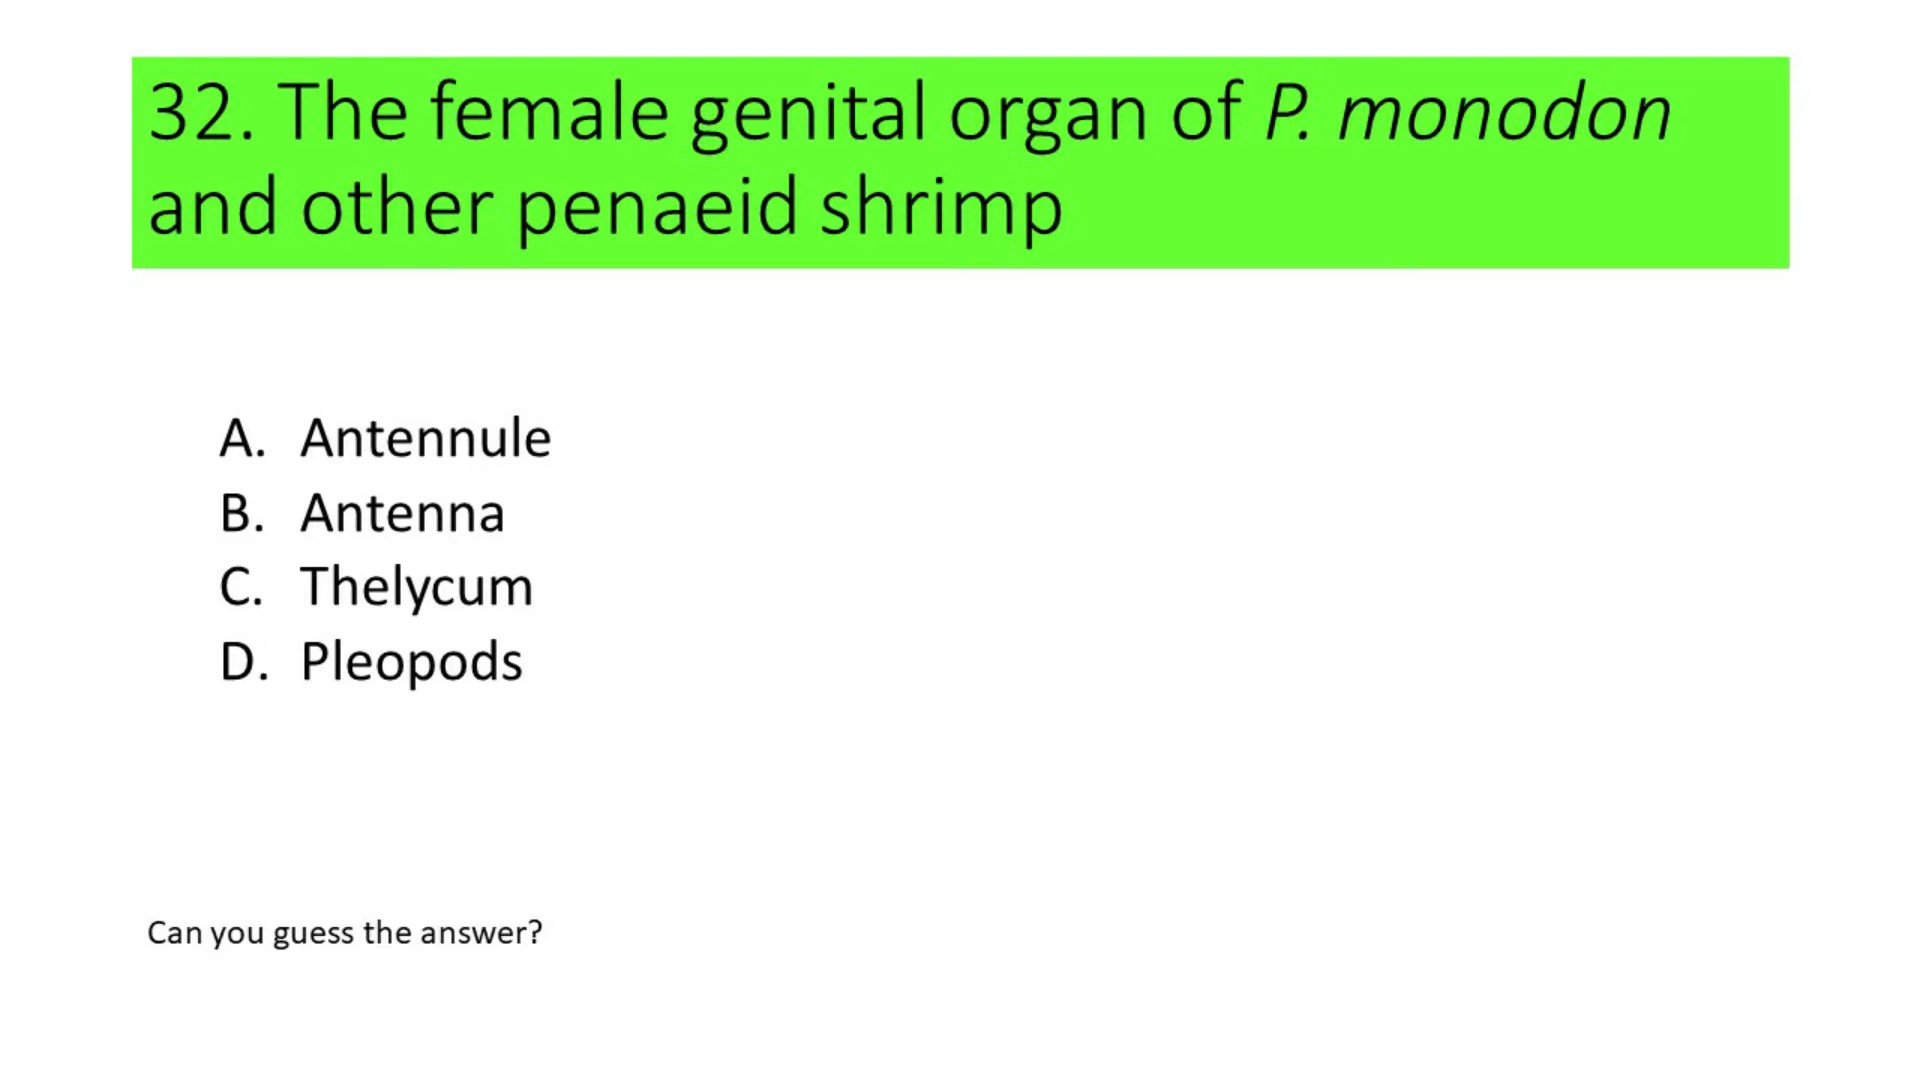 32. The female genital organ of P. monodon
and other penaeid shrimp
A. Antennule
B. Antenna
C. Thelycum
D. Pleopods
Can you guess the answer?